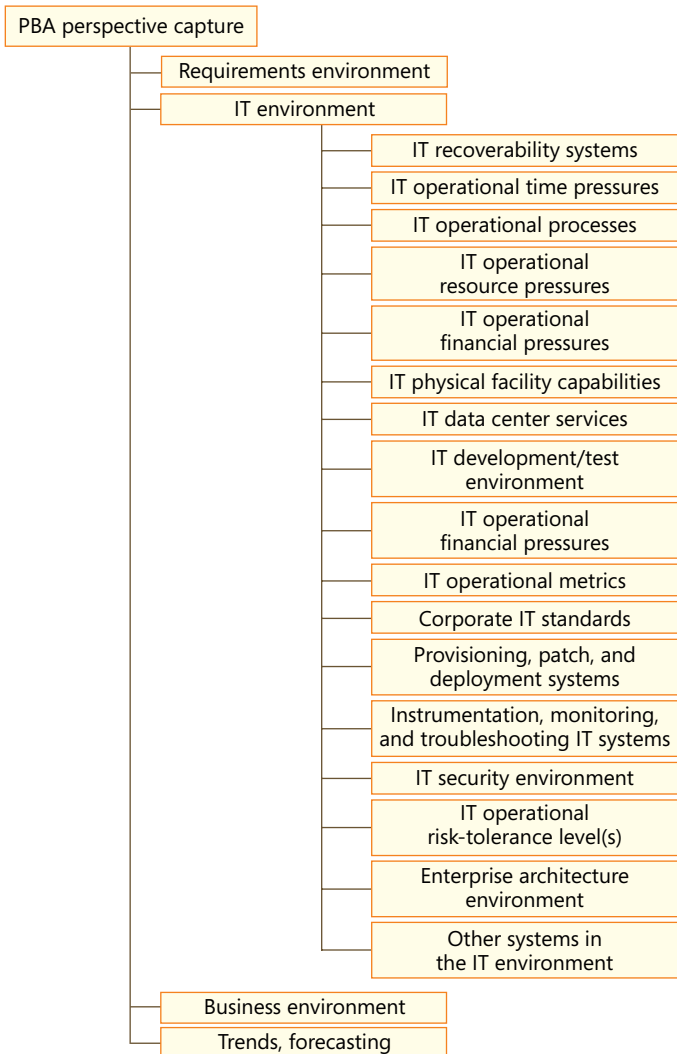 PBA perspective capture
Requirements environment
IT environment
IT recoverability systems
IT operational time pressures
IT operational processes
IT operational
resource pressures
IT operational
financial pressures
IT physical facility capabilities
IT data center services
IT development/test
environment
IT operational
financial pressures
IT operational metrics
Corporate IT standards
Provisioning, patch, and
deployment systems
Instrumentation, monitoring,
and troubleshooting IT systems
IT security environment
IT operational
risk-tolerance level(s)
Enterprise architecture
environment
Other systems in
the IT environment
Business environment
Trends, forecasting